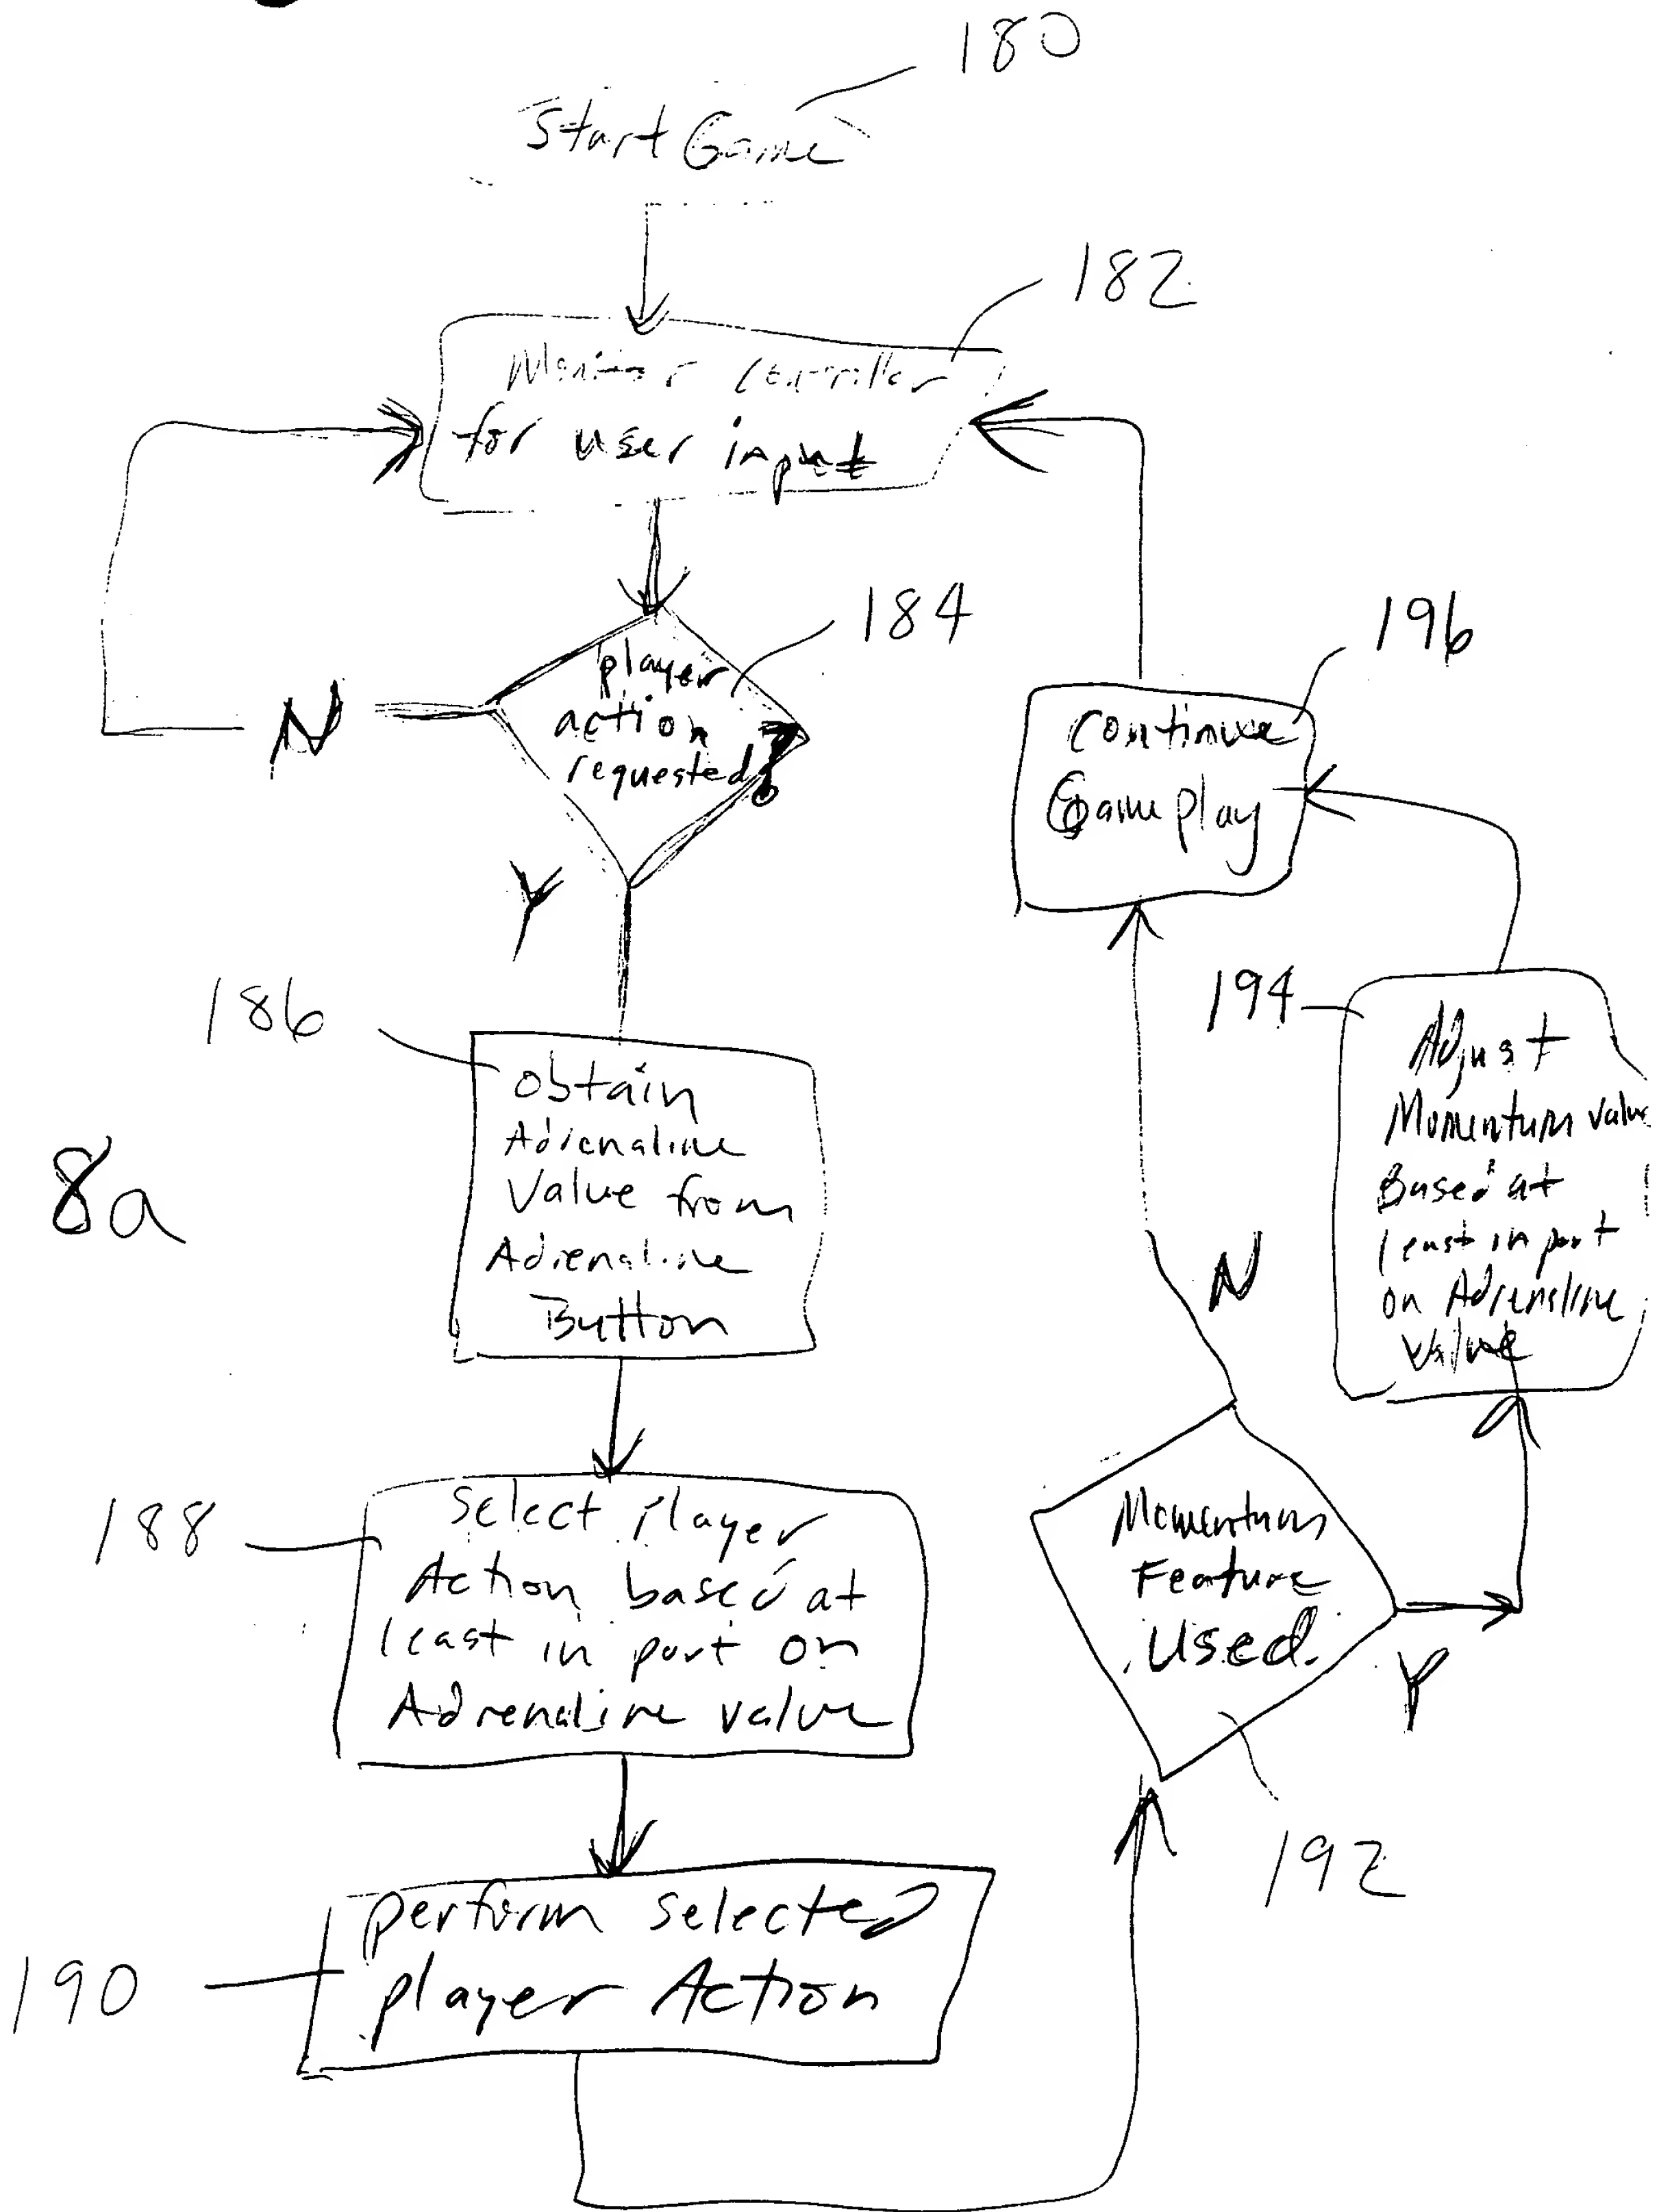 180
Start Game
182
Monitor Controller
for user input
184
player
action
requested?
N
Y
196
Continue
Gameplay
186
obtain
Adrenaline
Value from
Adrenaline
Button
194
Adjust
Momentum value
Based at
least in part
on Adrenaline
value
8a
N
188
Select Player
Action based at
least in part on
Adrenaline value
Momentum
Feature
Used.
Y
192
190
perform selected
player Action